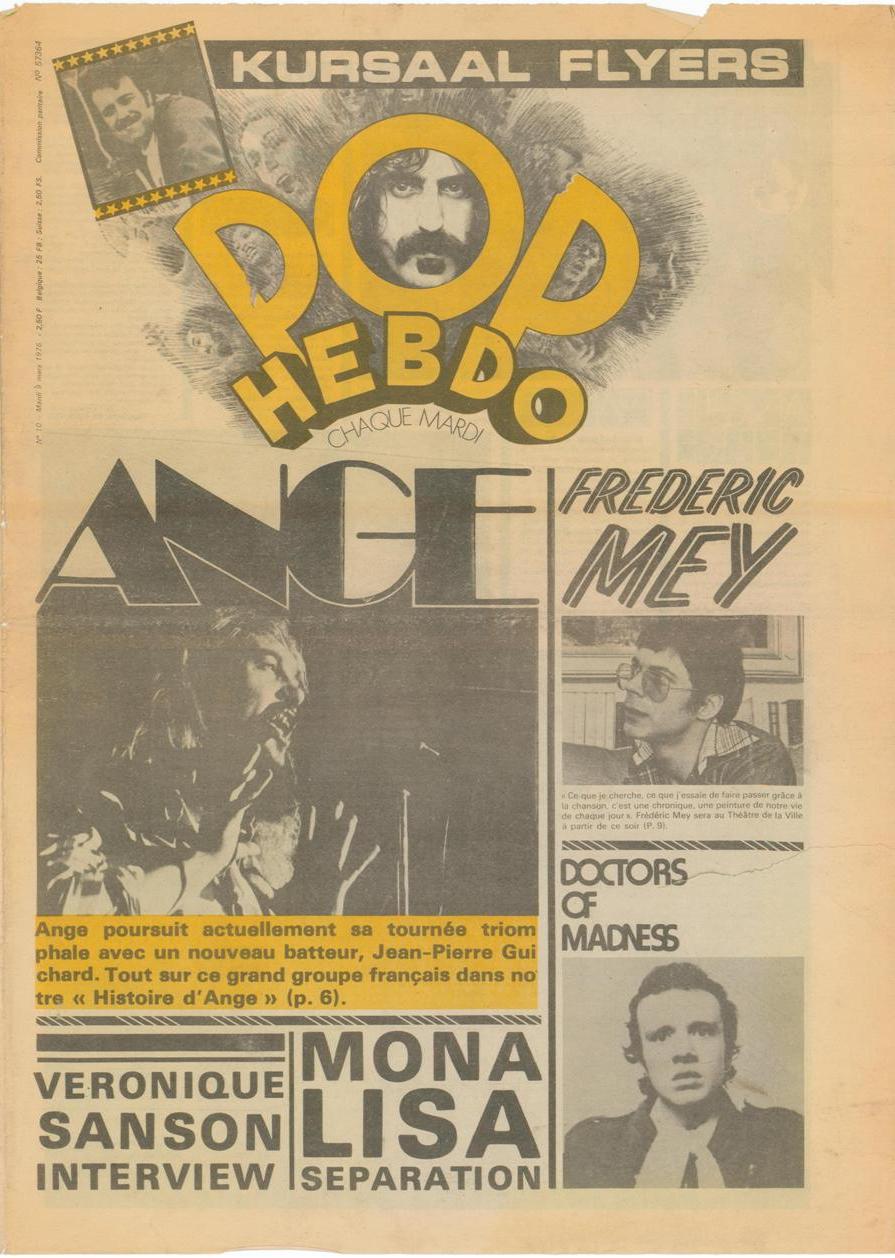 KURSAAL FLYERS
N° 10 - Mardi 9 mars 1976 - 2,50 F Belgique : 25 FB ; Suisse : 2,50 FS. Commission paritaire N° 57364
POP
HEBDO
CHAQUE MARDI
ANGE
Ange poursuit actuellement sa tournée triom
phale avec un nouveau batteur, Jean-Pierre Gui
chard. Tout sur ce grand groupe français dans no
tre « Histoire d'Ange » (p. 6).
FREDERIC
MEY
« Ce que je cherche, ce que j'essaie de faire passer grâce à
la chanson, c'est une chronique, une peinture de notre vie
de chaque jour ». Frédéric Mey sera au Théâtre de la Ville
à partir de ce soir (P. 9).
DOCTORS
OF
MADNESS
VERONIQUE
SANSON
INTERVIEW
MONA
LISA
SEPARATION